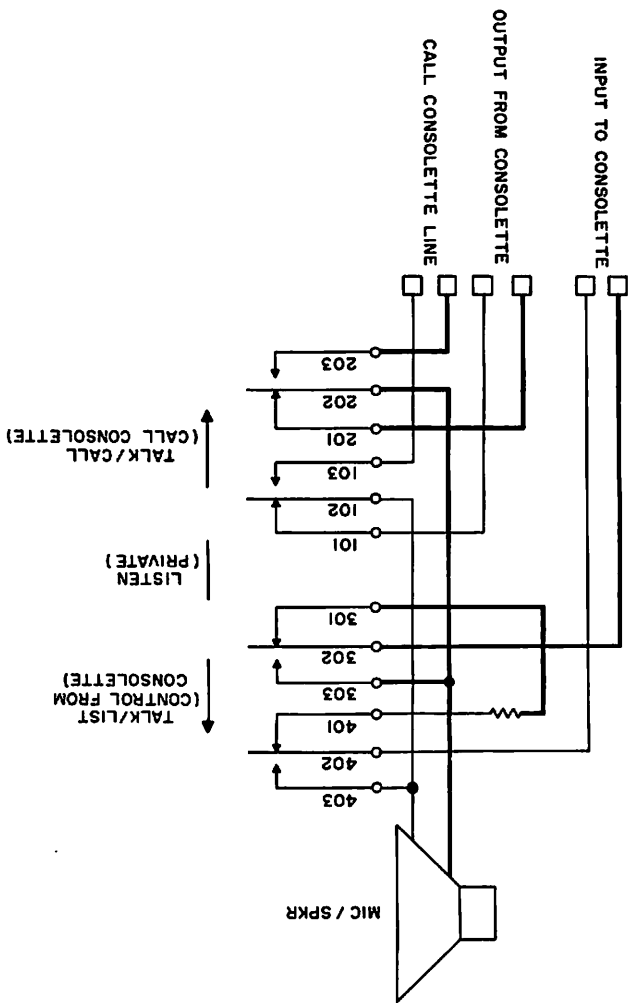 CALL CONSOLETTE LINE
OUTPUT FROM CONSOLETTE
INPUT TO CONSOLETTE
203
202
201
103
102
101
301
302
303
401
402
403
TALK/CALL
(CALL CONSOLETTE)
LISTEN
(PRIVATE)
TALK/LIST
(CONTROL FROM
CONSOLETTE)
MIC/SPKR